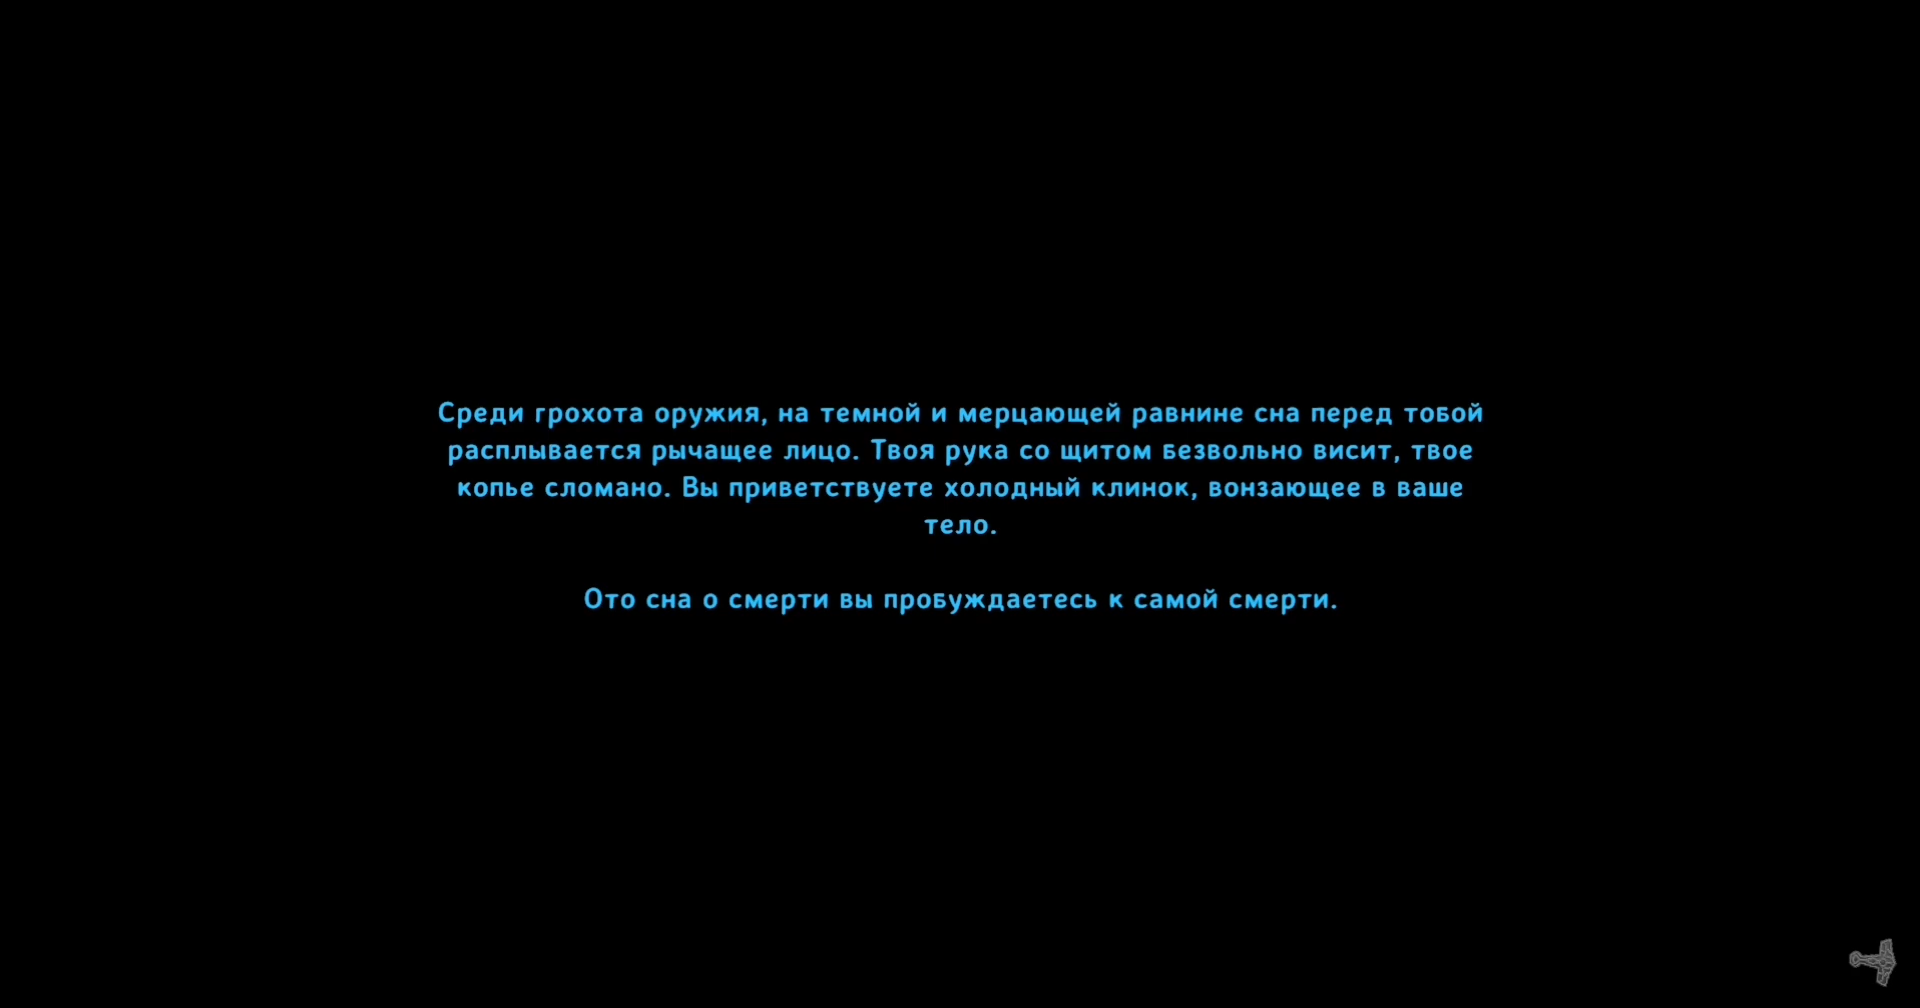 Среди грохота оружия, на темной и мерцающей равнине сна перед тобой
расплывается рычащее лицо. Твоя рука со щитом безвольно висит, твое
копье сломано. Вы приветствуете холодный клинок, вонзающее в ваше
тело.
Ото сна о смерти вы пробуждаетесь к самой смерти.